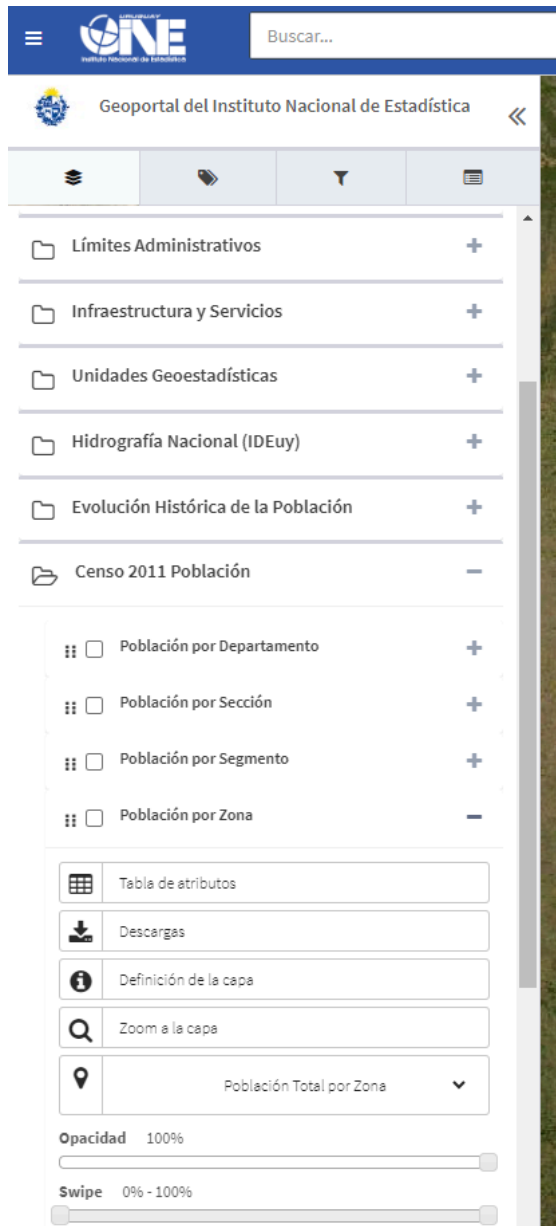 URUGUAY
INE
Instituto Nacional de Estadística
Buscar...
Geoportal del Instituto Nacional de Estadística
Límites Administrativos
Infraestructura y Servicios
Unidades Geoestadísticas
Hidrografía Nacional (IDEuy)
Evolución Histórica de la Población
Censo 2011 Población
Población por Departamento
Población por Sección
Población por Segmento
Población por Zona
Tabla de atributos
Descargas
Definición de la capa
Zoom a la capa
Población Total por Zona
Opacidad 100%
Swipe 0% - 100%